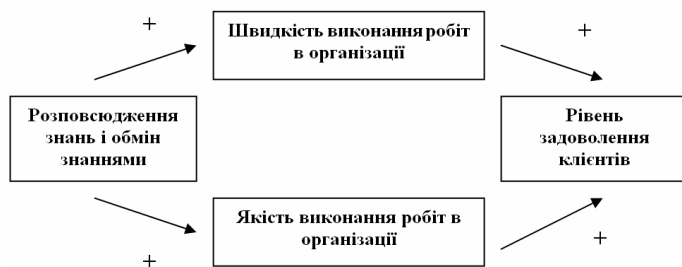 +
Швидкість виконання робіт
в організації
+
Розповсюдження
знань і обмін
знаннями
Рівень
задоволення
клієнтів
Якість виконання робіт в
організації
+
+